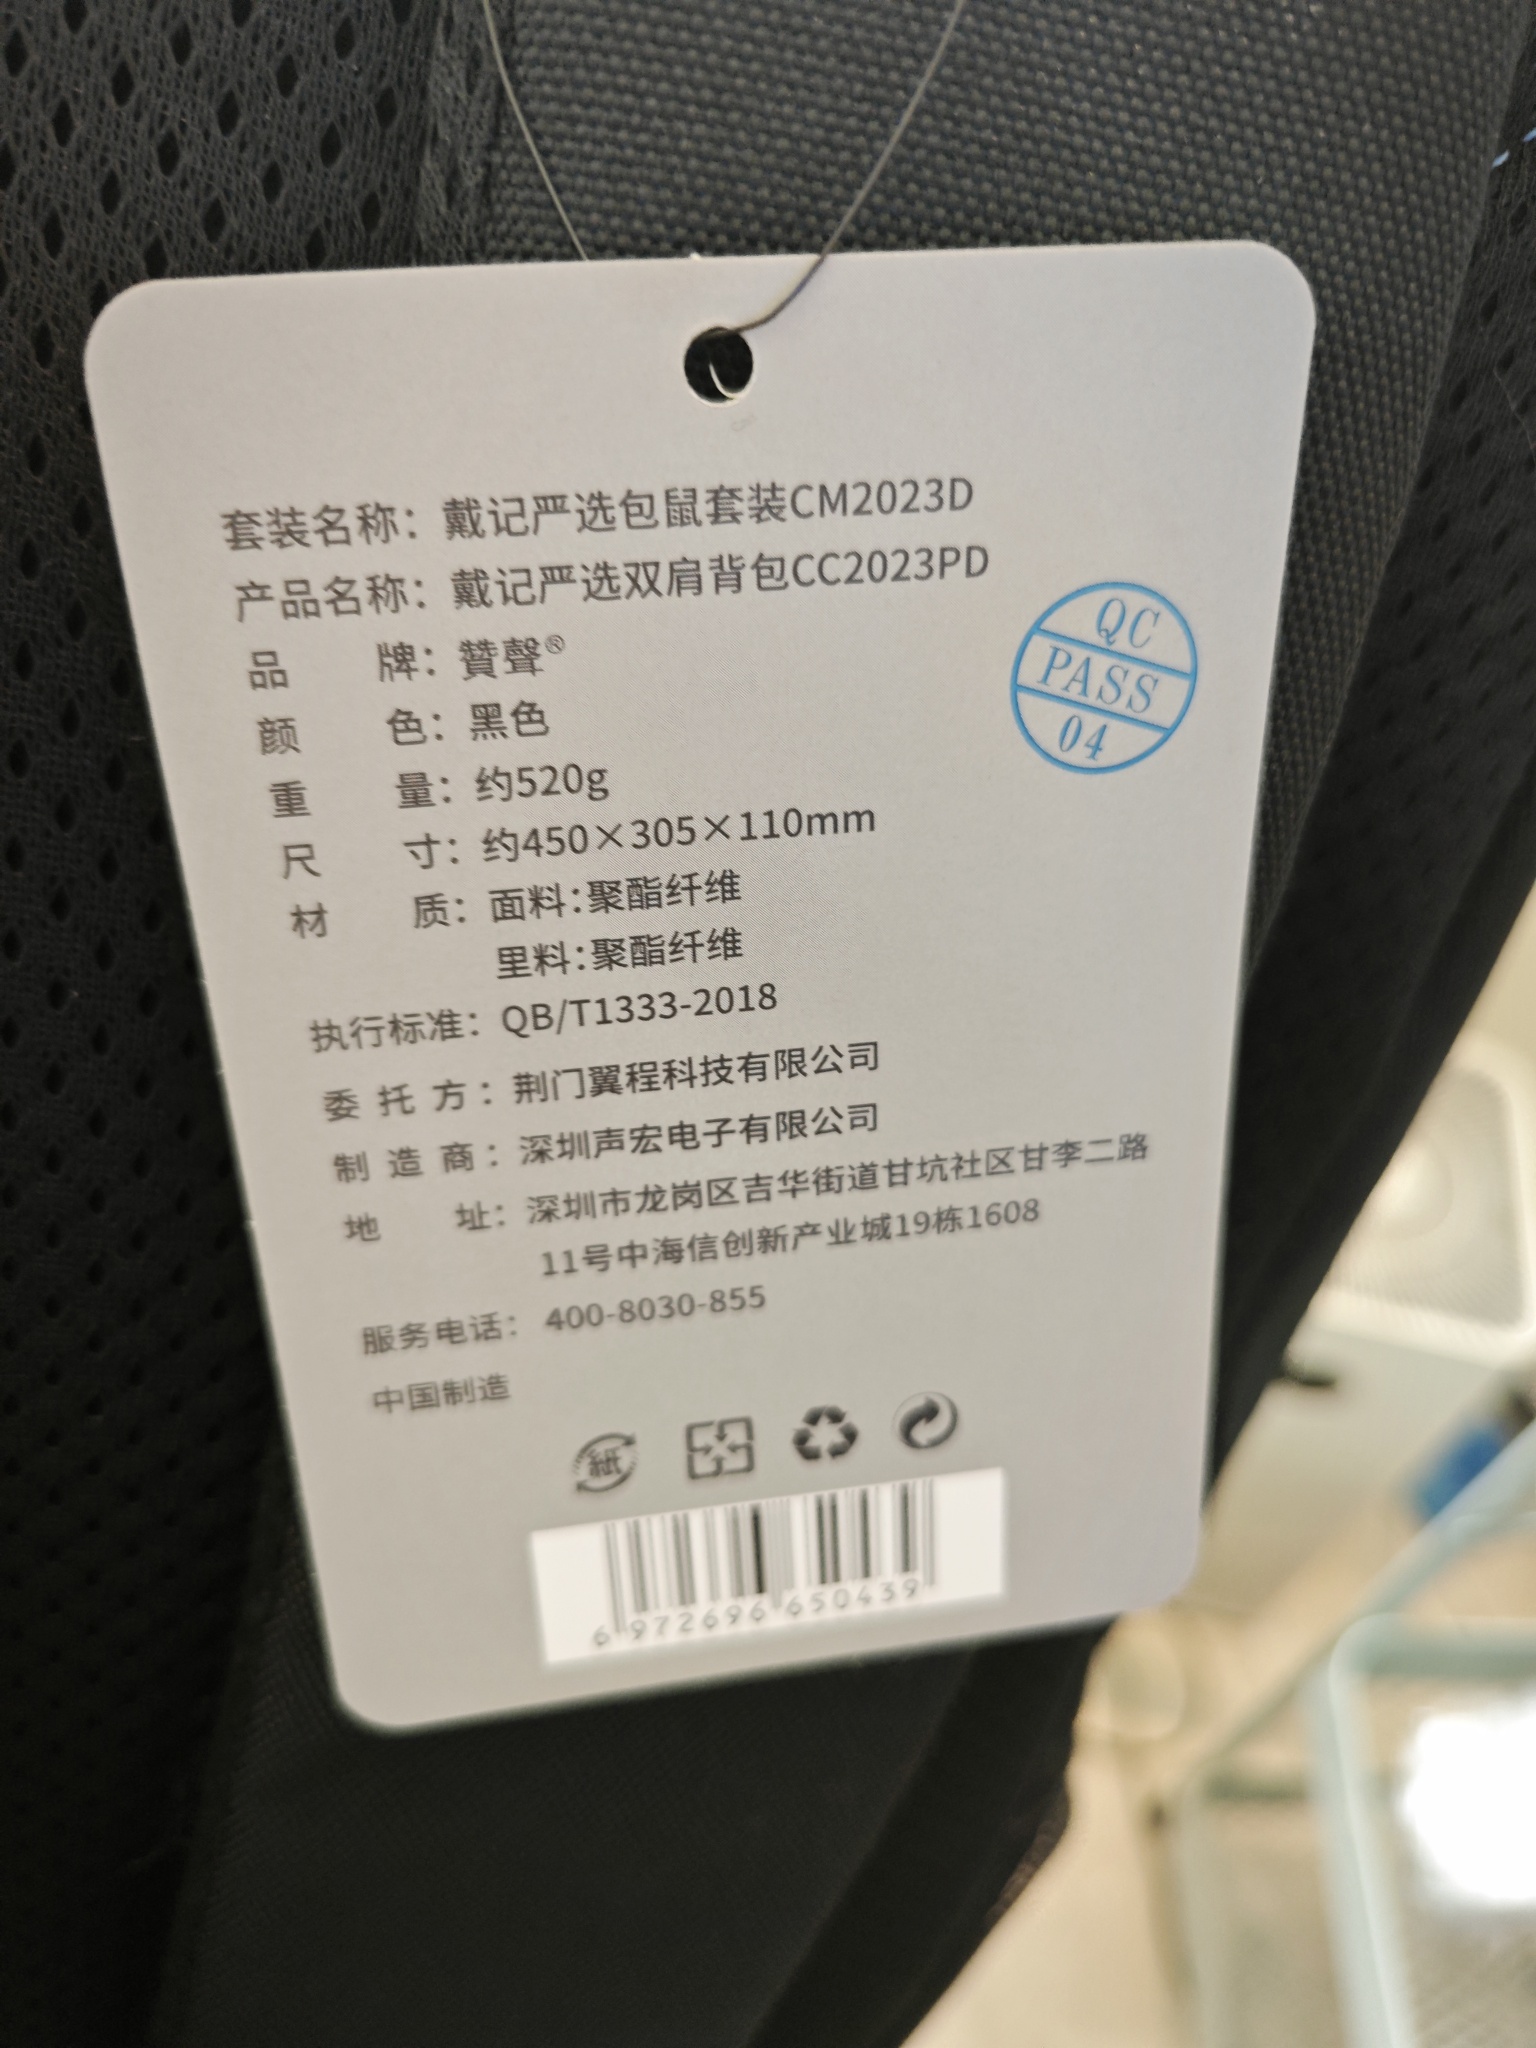 套装名称：戴记严选包鼠套装CM2023D
产品名称：戴记严选双肩背包CC2023PD
品 牌：贊聲®
颜 色：黑色
重 量：约520g
尺 寸：约450×305×110mm
材 质：面料：聚酯纤维
里料：聚酯纤维
执行标准：QB/T1333-2018
委托方：荆门翼程科技有限公司
制造商：深圳声宏电子有限公司
地 址：深圳市龙岗区吉华街道甘坑社区甘李二路
11号中海信创新产业城19栋1608
服务电话：400-8030-855
中国制造
QC
PASS
04
紙
6 972696 650439